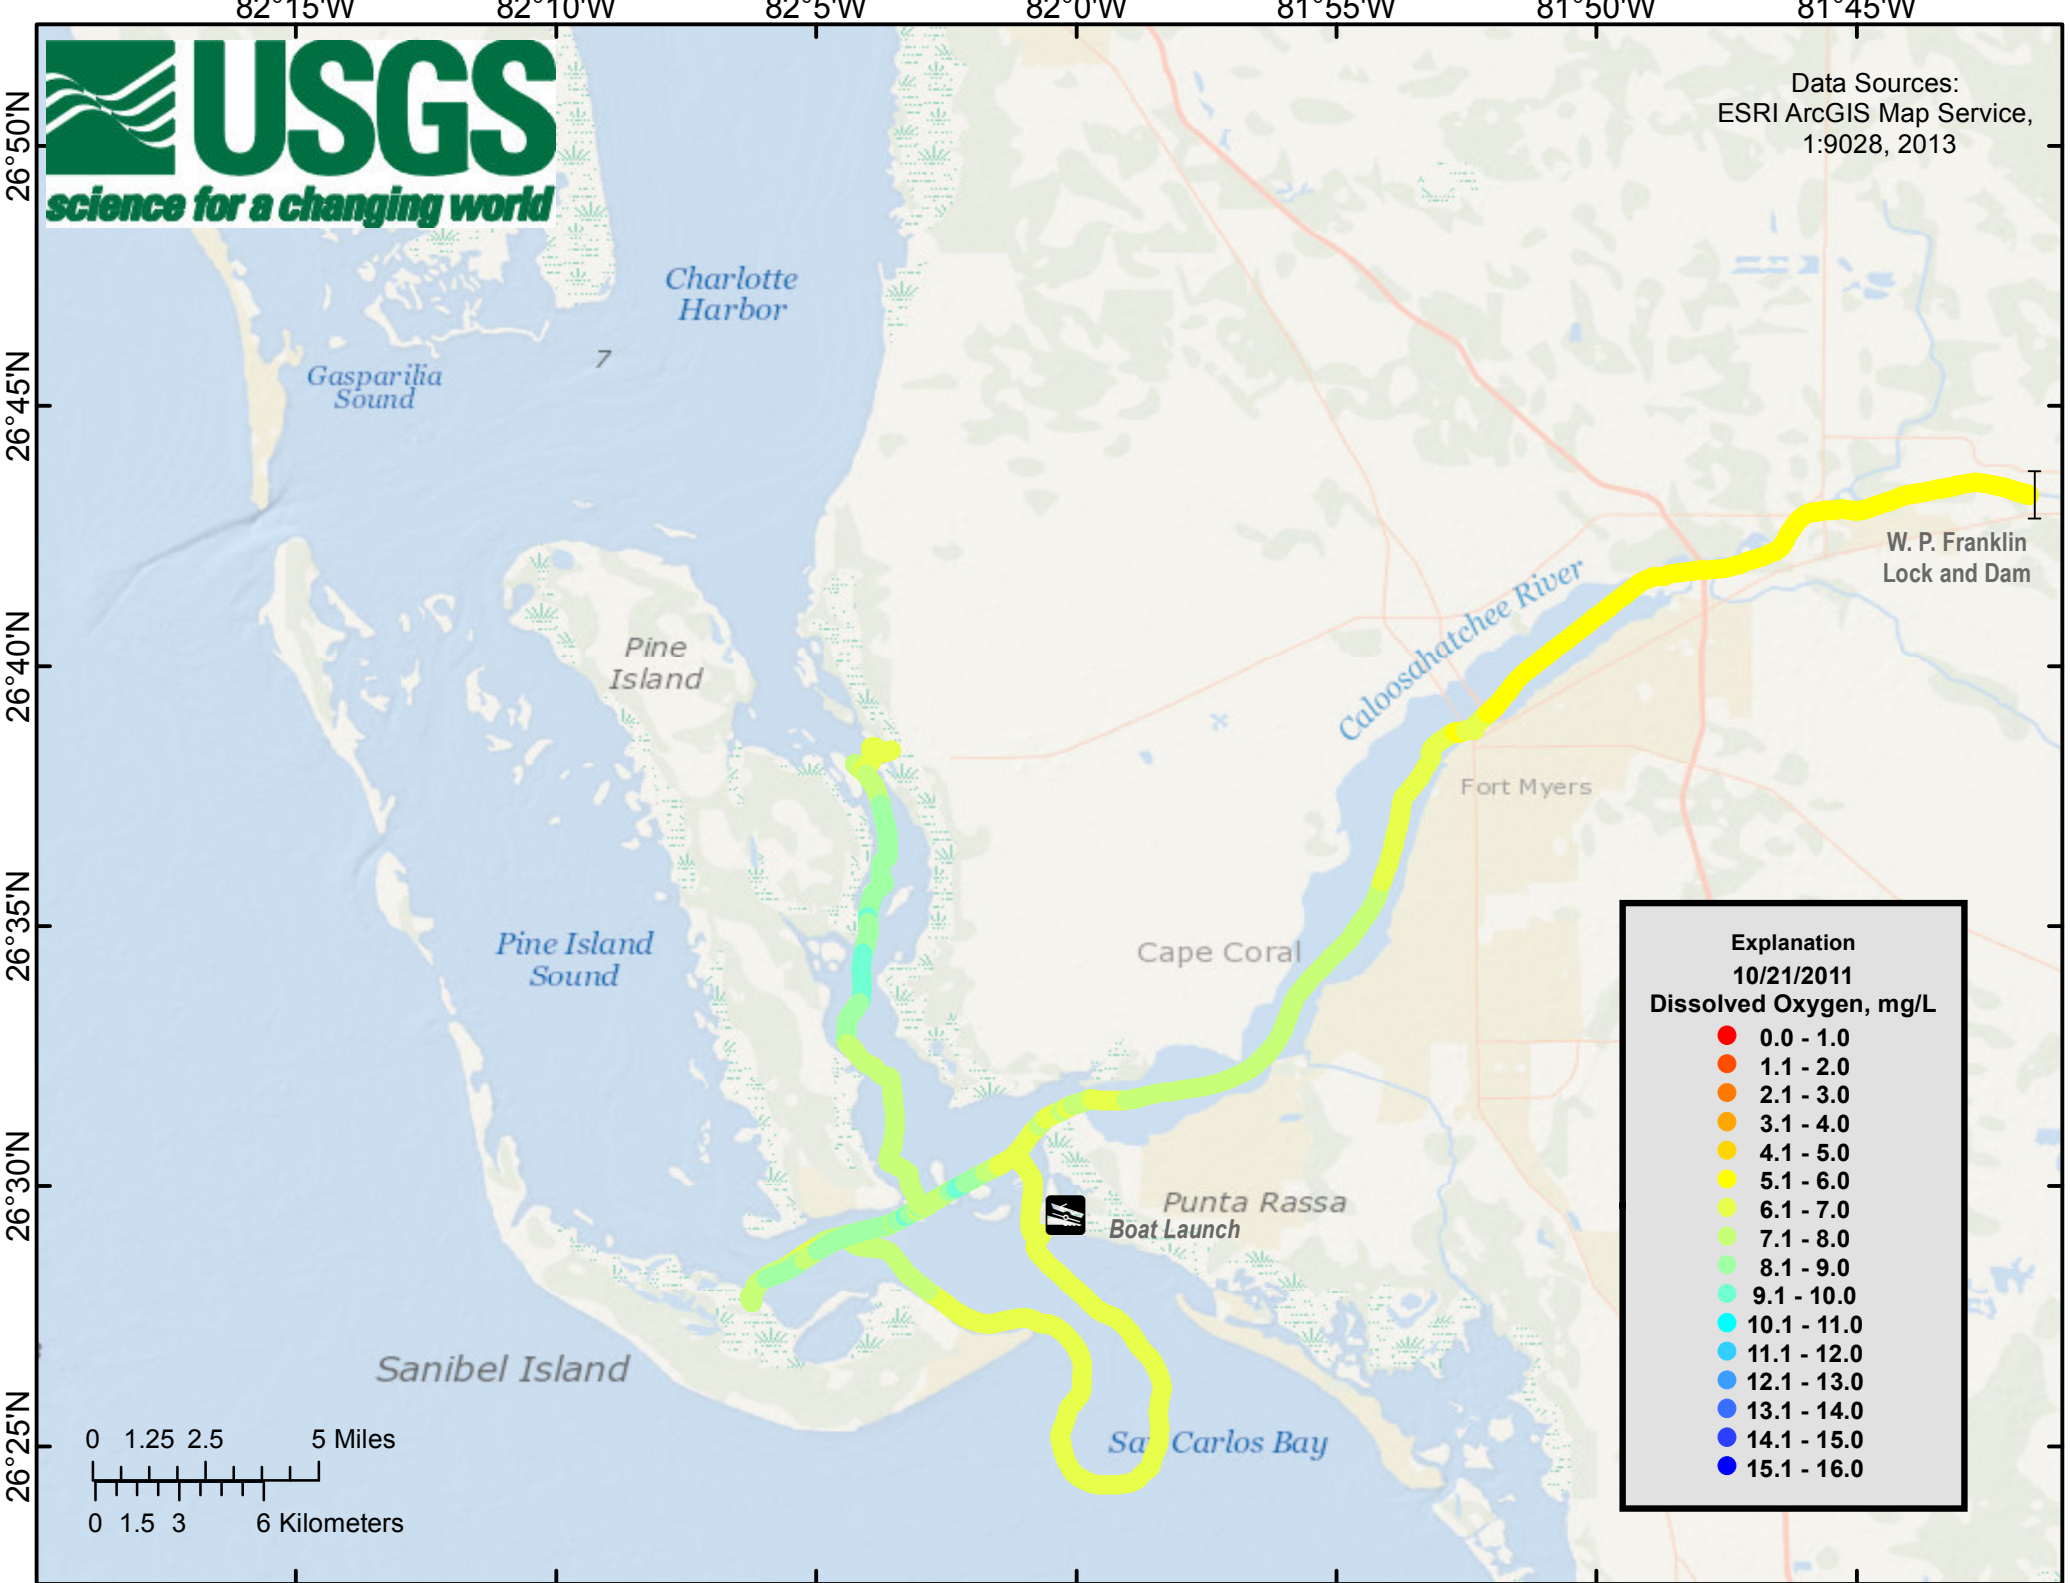 82°15'W 82°10'W 82°5'W 82°0'W 81°55'W 81°50'W 81°45'W
USGS
science for a changing world
Data Sources:
ESRI ArcGIS Map Service,
1:9028, 2013
26°50'N
26°45'N
26°40'N
26°35'N
26°30'N
26°25'N
Charlotte
Harbor
7
Gasparilla
Sound
Pine
Island
W. P. Franklin
Lock and Dam
Caloosahatchee River
Fort Myers
Cape Coral
Pine Island
Sound
Punta Rassa
Boat Launch
Sanibel Island
San Carlos Bay
Explanation
10/21/2011
Dissolved Oxygen, mg/L
0.0 - 1.0
1.1 - 2.0
2.1 - 3.0
3.1 - 4.0
4.1 - 5.0
5.1 - 6.0
6.1 - 7.0
7.1 - 8.0
8.1 - 9.0
9.1 - 10.0
10.1 - 11.0
11.1 - 12.0
12.1 - 13.0
13.1 - 14.0
14.1 - 15.0
15.1 - 16.0
0 1.25 2.5 5 Miles
0 1.5 3 6 Kilometers